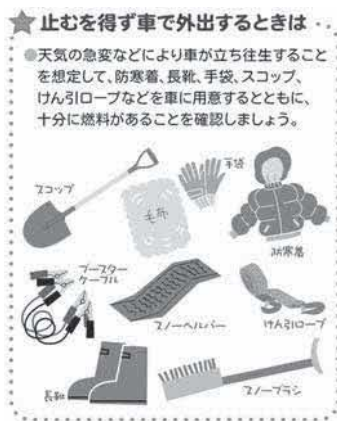 止むを得ず車で外出するときは
●天気の急変などにより車が立ち往生すること
を想定して、防寒着、長靴、手袋、スコップ、
けん引ロープなどを車に用意するとともに、
十分に燃料があることを確認しましょう。
スコップ
毛布
手袋
防寒着
ブースター
ケーブル
スノーヘルパー
けん引ロープ
長靴
スノーブラシ